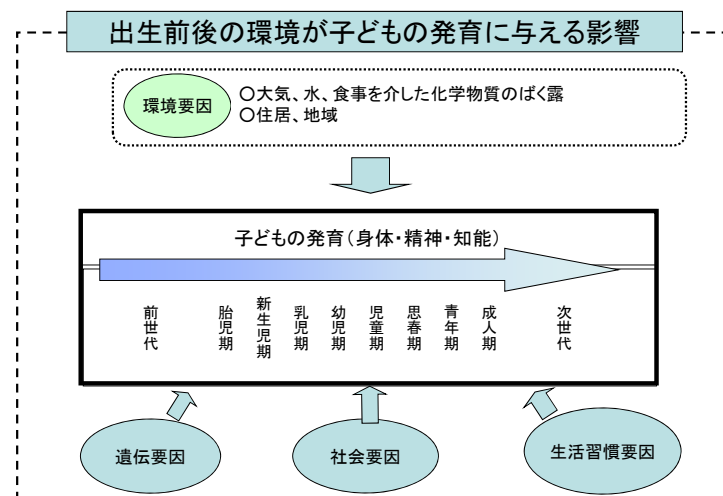 出生前後の環境が子どもの発育に与える影響
環境要因
○大気、水、食事を介した化学物質のばく露
○住居、地域
子どもの発育(身体・精神・知能)
前世代
胎児期
新生児期
乳児期
幼児期
児童期
思春期
青年期
成人期
次世代
遺伝要因
社会要因
生活習慣要因